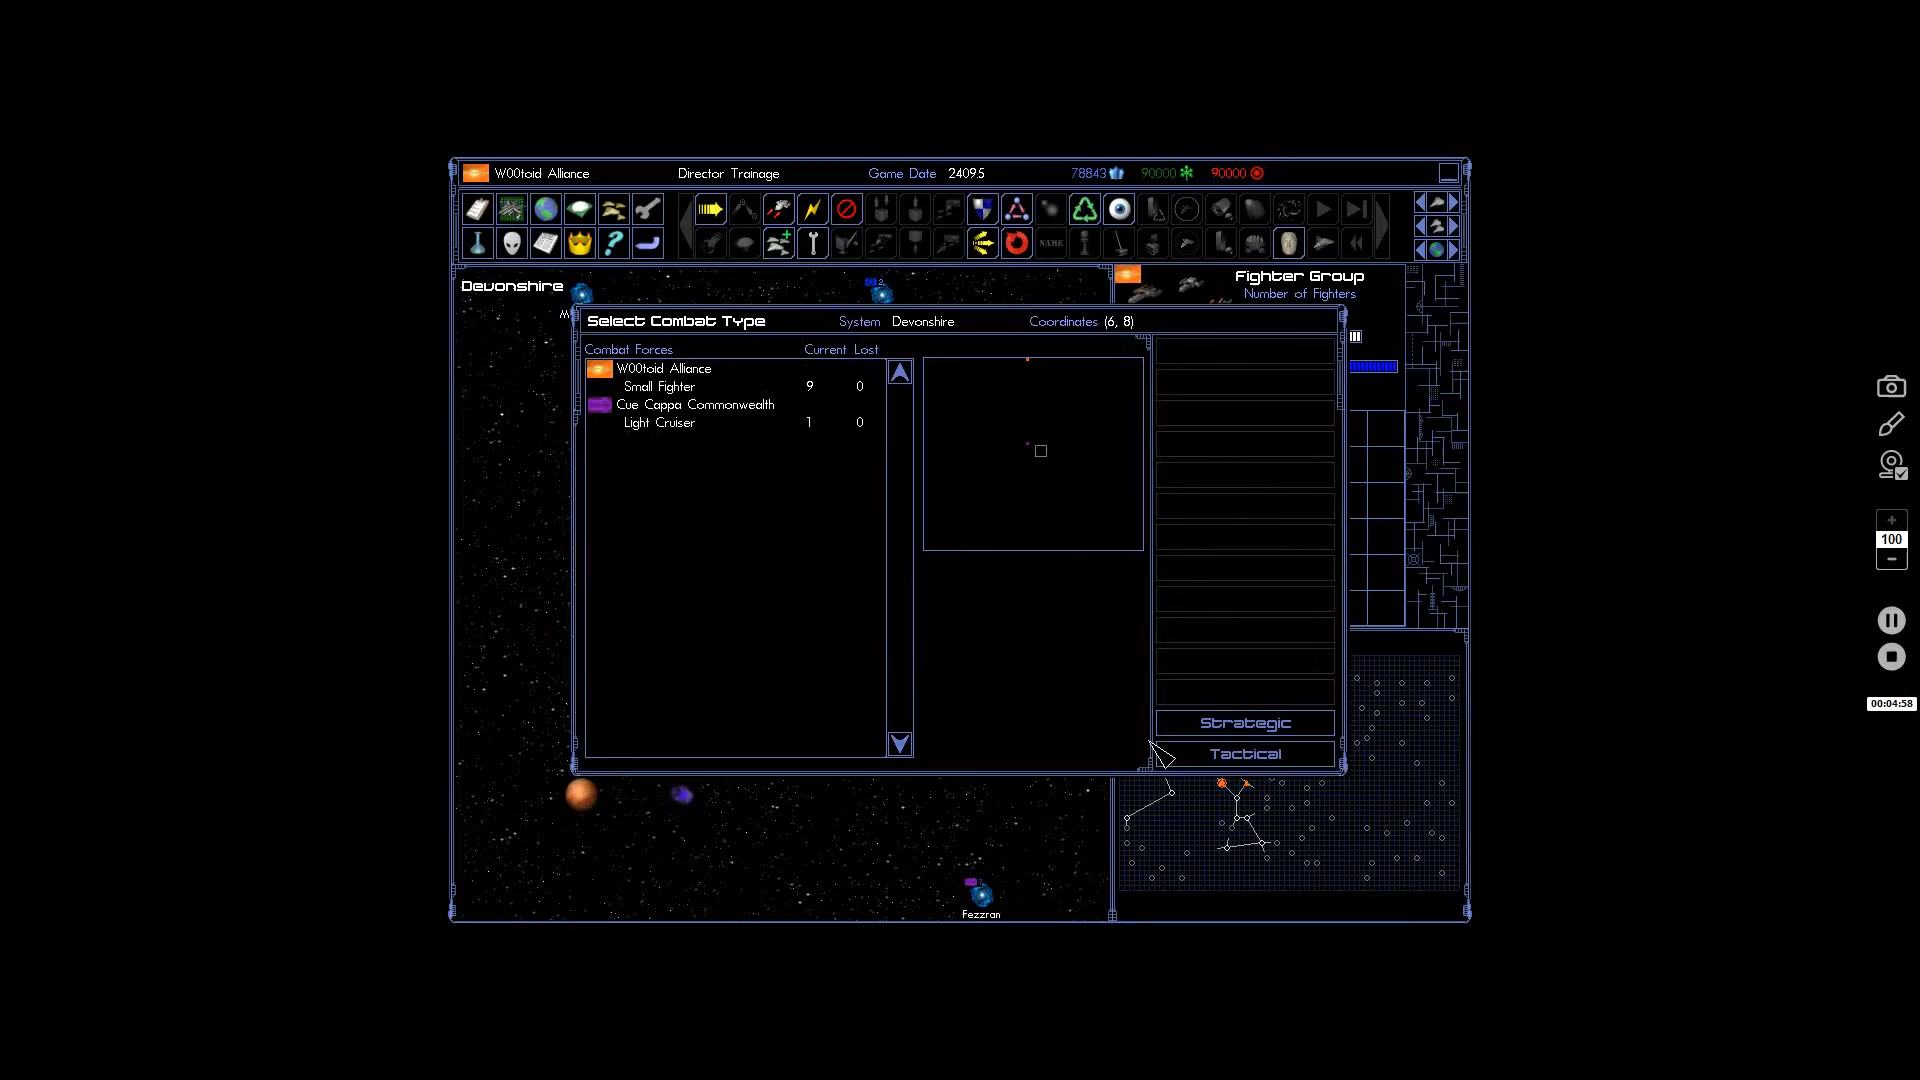 W00toid Alliance Director Trainage Game Date 2409.5 78843 90000 90000
NAME
Devonshire
2
Fighter Group
Number of Fighters
M
Select Combat Type System Devonshire Coordinates (6, 8)
Combat Forces Current Lost
W00toid Alliance
Small Fighter 9 0
Cue Cappa Commonwealth
Light Cruiser 1 0
Strategic
Tactical
Fezzran
100
00:04:58